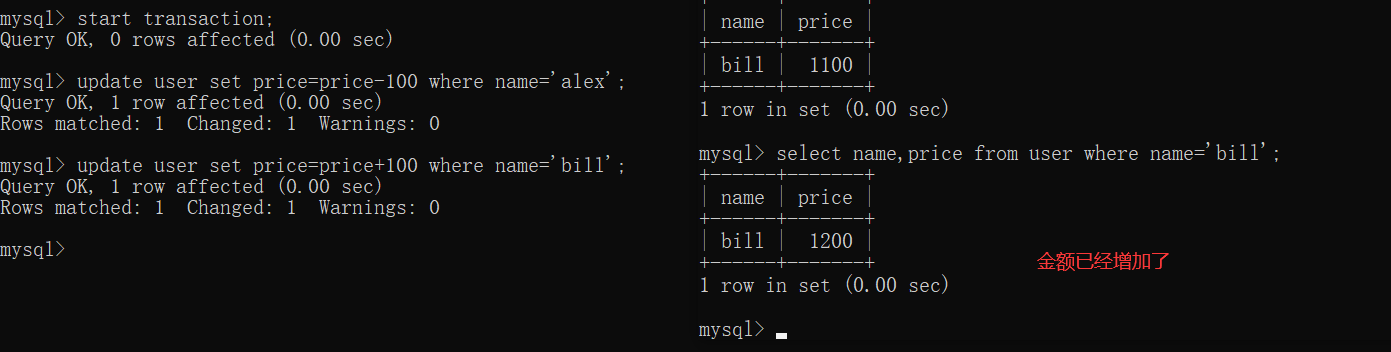 mysql> start transaction;
Query OK, 0 rows affected (0.00 sec)
mysql> update user set price=price-100 where name='alex';
Query OK, 1 row affected (0.00 sec)
Rows matched: 1  Changed: 1  Warnings: 0
mysql> update user set price=price+100 where name='bill';
Query OK, 1 row affected (0.00 sec)
Rows matched: 1  Changed: 1  Warnings: 0
mysql>
| name | price |
+------+-------+
| bill |  1100 |
+------+-------+
1 row in set (0.00 sec)
mysql> select name,price from user where name='bill';
+------+-------+
| name | price |
+------+-------+
| bill |  1200 |
+------+-------+
金额已经增加了
1 row in set (0.00 sec)
mysql>